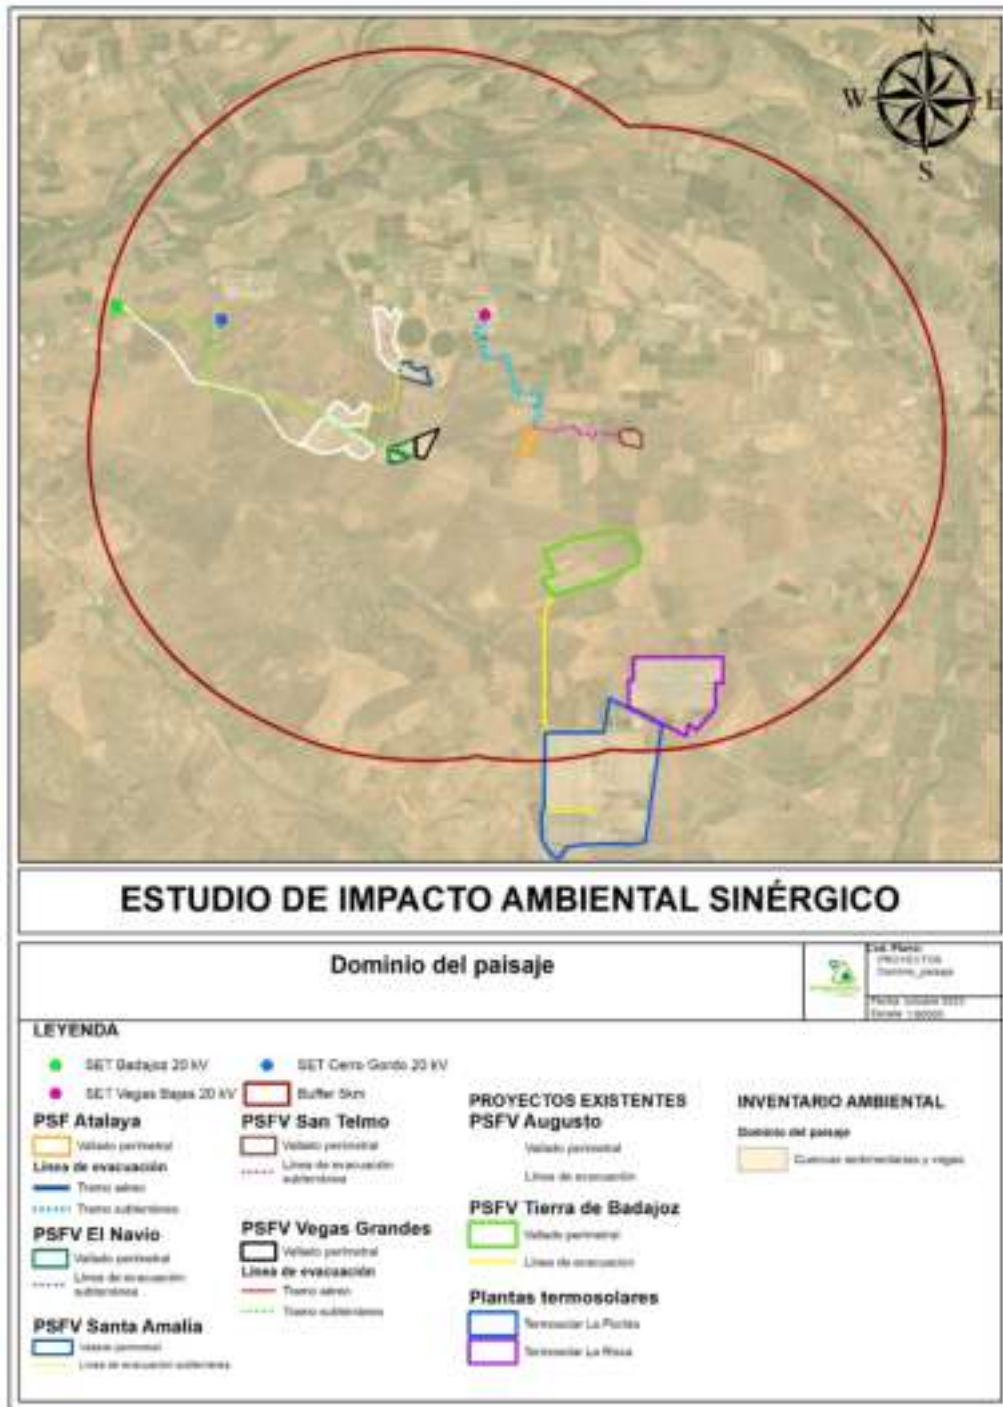 N
W E
S
ESTUDIO DE IMPACTO AMBIENTAL SINÉRGICO
Dominio del paisaje
Cod. Plano:
PROYECTOS
Dominio_paisaje
LEYENDA
SET Badajoz 20 kV
SET Cerro Gordo 20 kV
SET Vegas Bajas 20 kV
Buffer 5km
PSF Atalaya
Vallado perimetral
Línea de evacuación
Tramo aéreo
Tramo subterráneo
PSFV El Navío
Vallado perimetral
Línea de evacuación
subterránea
PSFV Santa Amalia
Vallado perimetral
Línea de evacuación subterránea
PSFV San Telmo
Vallado perimetral
Línea de evacuación
subterránea
PSFV Vegas Grandes
Vallado perimetral
Línea de evacuación
Tramo aéreo
Tramo subterráneo
PROYECTOS EXISTENTES
PSFV Augusto
Vallado perimetral
Línea de evacuación
PSFV Tierra de Badajoz
Vallado perimetral
Línea de evacuación
Plantas termosolares
Termosolar La Florida
Termosolar La Risca
INVENTARIO AMBIENTAL
Dominio del paisaje
Cuencas sedimentarias y vegas